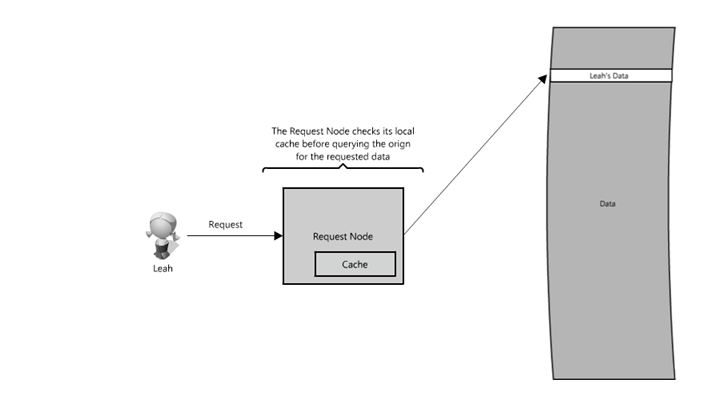 Leah's Data
The Request Node checks its local
cache before querying the orign
for the requested data
Data
Request
Request Node
Cache
Leah